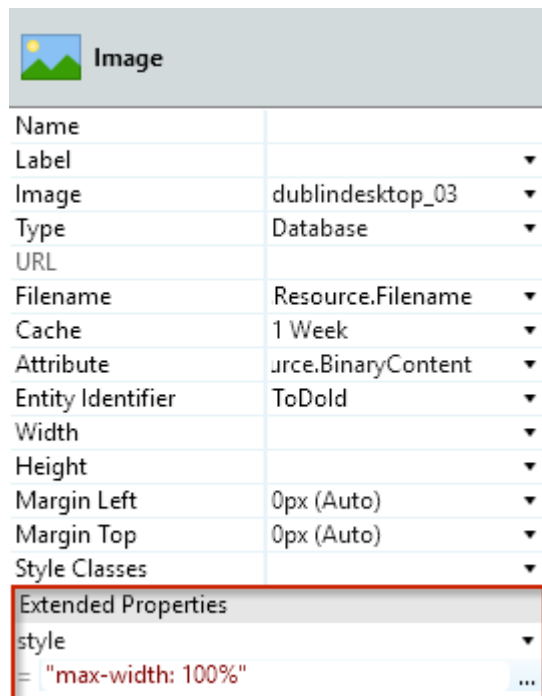 Image
Name
Label
Image dublindesktop_03
Type Database
URL
Filename .Resource.Filename
Cache 1 Week
Attribute urce.BinaryContent
Entity Identifier ToDoId
Width
Height
Margin Left 0px (Auto)
Margin Top 0px (Auto)
Style Classes
Extended Properties
style
= "max-width: 100%" ...